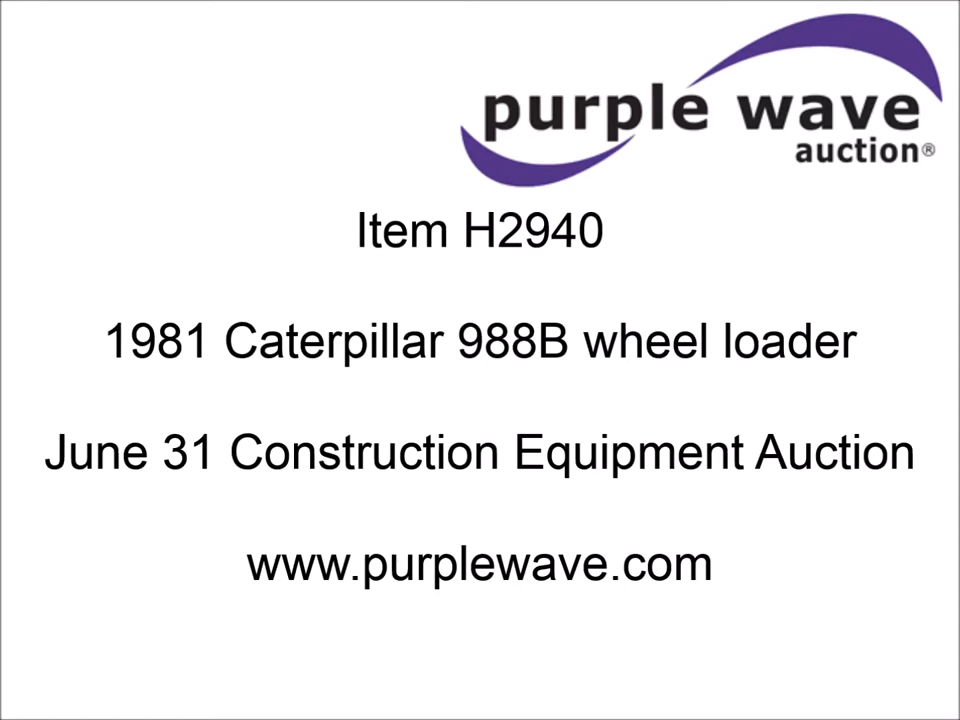 purple wave
auction®
Item H2940
1981 Caterpillar 988B wheel loader
June 31 Construction Equipment Auction
www.purplewave.com